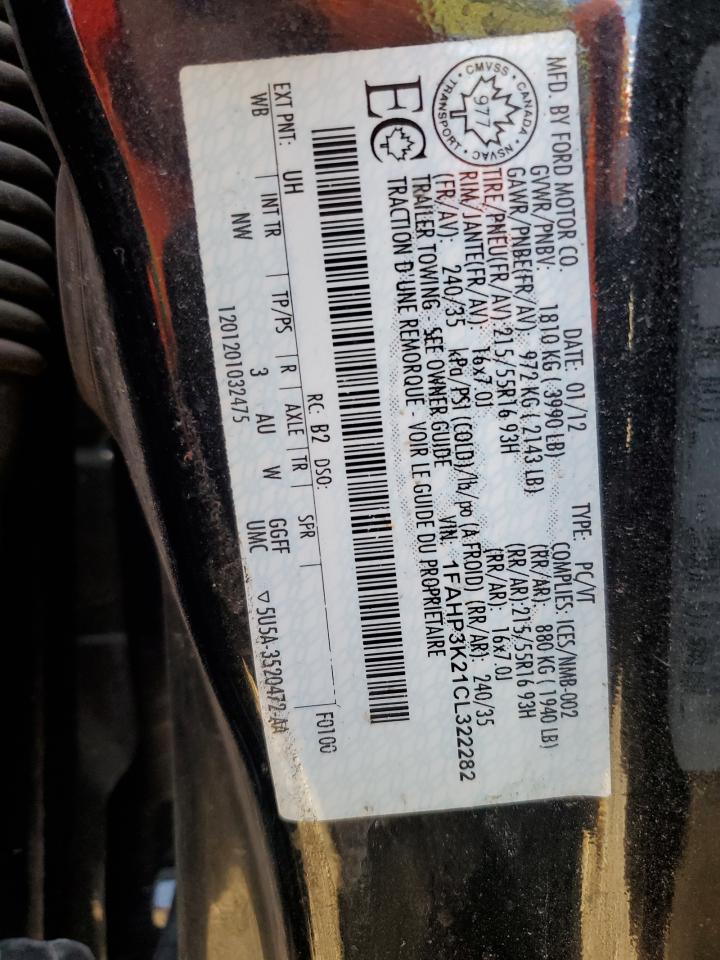 MFD. BY FORD MOTOR CO. DATE: 01/12 TYPE: PC/VT
GVWR/PNBV: 1810 KG ( 3990 LB) COMPLIES: ICES/NMB-002
GAWR/PNBE(FR/AV): 972 KG ( 2143 LB) (RR/AR): 880 KG ( 1940 LB)
TIRE/PNEU(FR/AV): 215/55R16 93H (RR/AR): 215/55R16 93H
RIM/JANTE(FR/AV): 16x7.0J (RR/AR): 16x7.0J
(FR/AV): 240/35 kPa/PSI (COLD)/lb/po (A FROID) (RR/AR): 240/35
TRAILER TOWING - SEE OWNER GUIDE VIN: 1FAHP3K21CL322282
TRACTION D'UNE REMORQUE - VOIR LE GUIDE DU PROPRIETAIRE
CMVSS • CANADA • NSVAC • TRANSPORT •
977
EC
F0100
EXT PNT: UH RC: B2 DSO:
WB INT TR TP/PS R AXLE TR SPR
NW 3 AU W GGFF
1201201032475 UMC ▽5U5A-3520472-AA